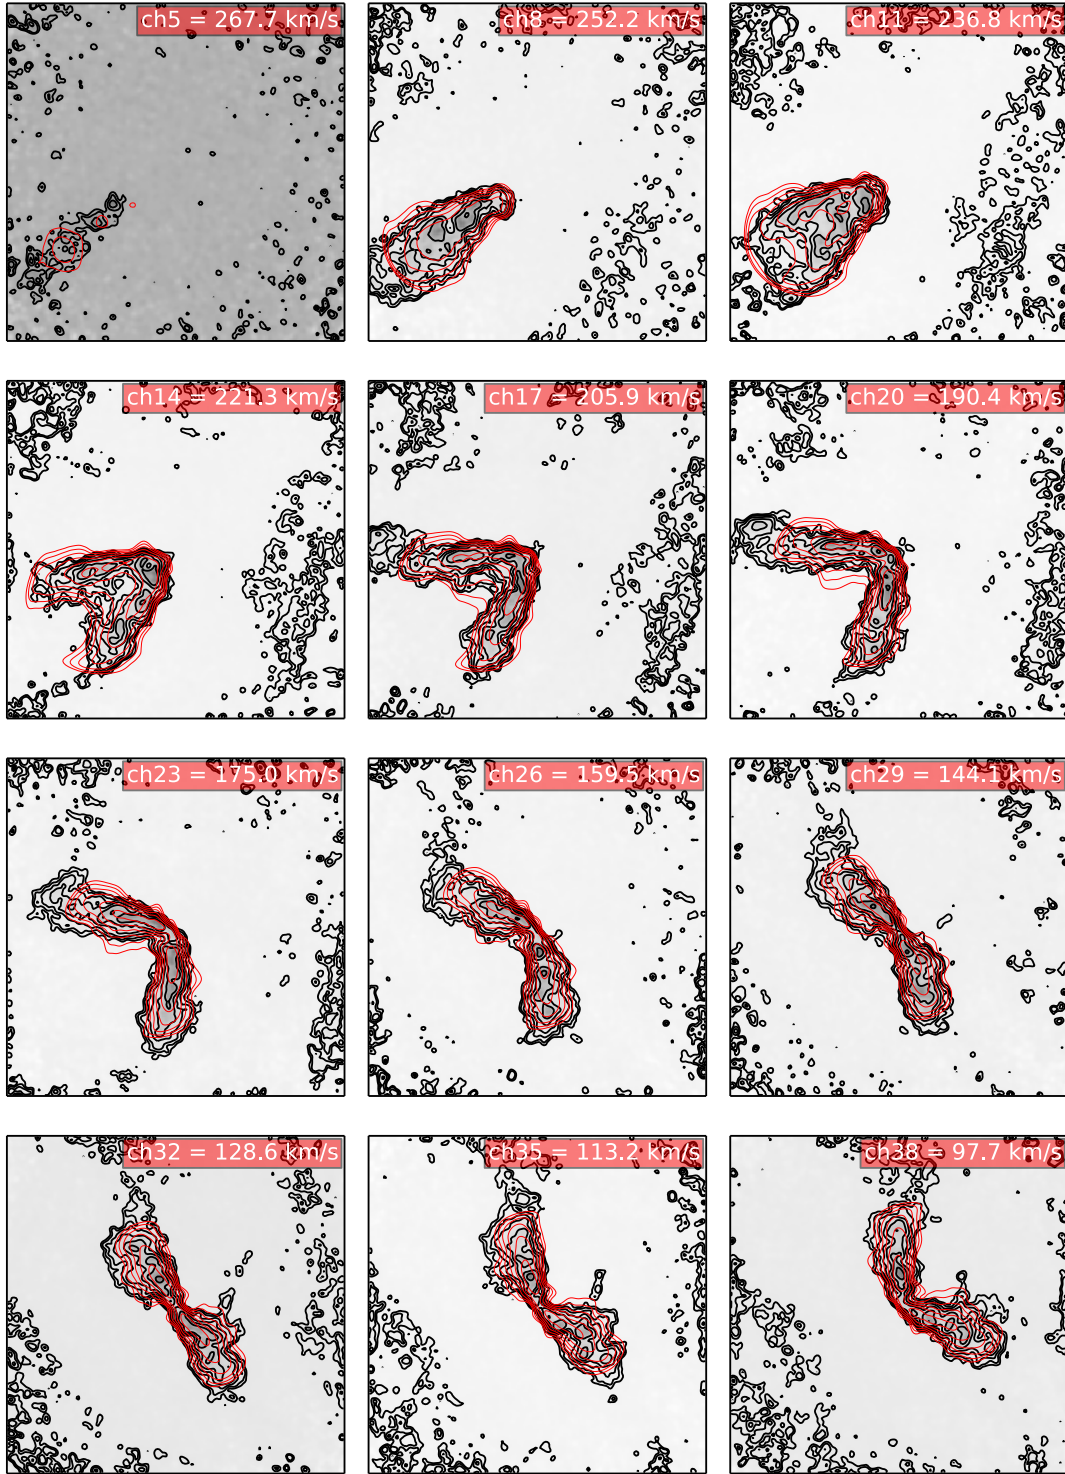 ch5 = 267.7 km/s
ch8 = 252.2 km/s
ch11 = 236.8 km/s
ch14 = 221.3 km/s
ch17 = 205.9 km/s
ch20 = 190.4 km/s
ch23 = 175.0 km/s
ch26 = 159.5 km/s
ch29 = 144.1 km/s
ch32 = 128.6 km/s
ch35 = 113.2 km/s
ch38 = 97.7 km/s